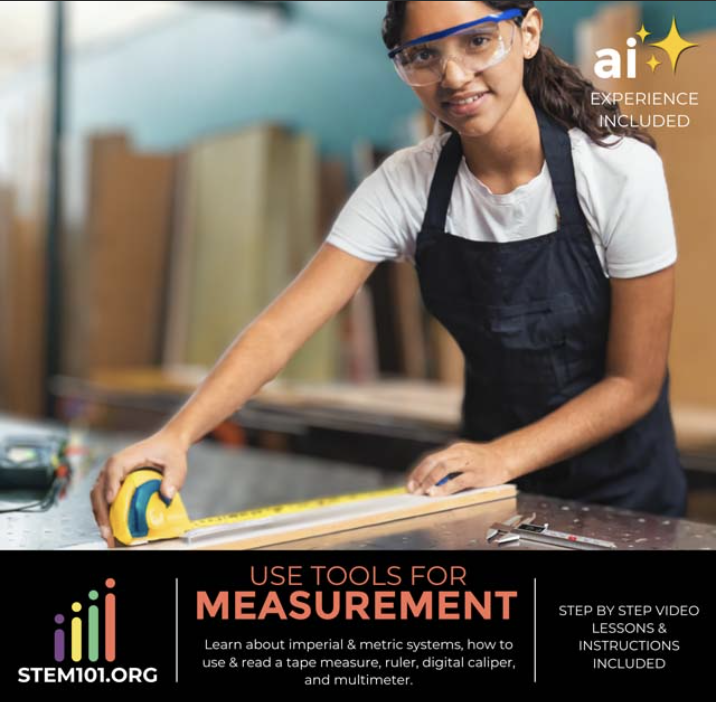 ai
EXPERIENCE
INCLUDED
STEM101.ORG
USE TOOLS FOR
MEASUREMENT
Learn about imperial & metric systems, how to
use & read a tape measure, ruler, digital caliper,
and multimeter.
STEP BY STEP VIDEO
LESSONS &
INSTRUCTIONS
INCLUDED